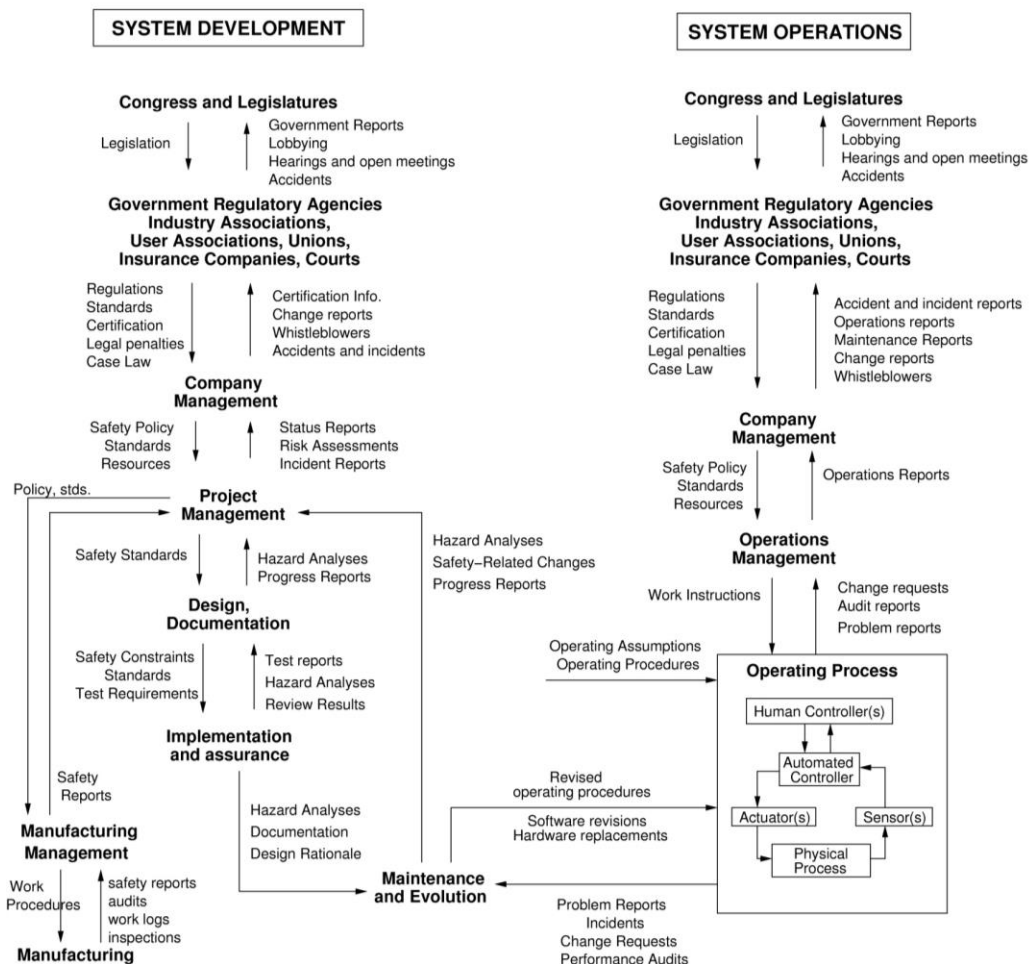 SYSTEM DEVELOPMENT
Congress and Legislatures
Legislation
Government Reports
Lobbying
Hearings and open meetings
Accidents
Government Regulatory Agencies
Industry Associations,
User Associations, Unions,
Insurance Companies, Courts
Regulations
Standards
Certification
Legal penalties
Case Law
Certification Info.
Change reports
Whistleblowers
Accidents and incidents
Company
Management
Safety Policy
Standards
Resources
Status Reports
Risk Assessments
Incident Reports
Policy, stds.
Project
Management
Safety Standards
Hazard Analyses
Progress Reports
Hazard Analyses
Safety-Related Changes
Progress Reports
Design,
Documentation
Safety Constraints
Standards
Test Requirements
Test reports
Hazard Analyses
Review Results
Implementation
and assurance
Safety
Reports
Hazard Analyses
Documentation
Design Rationale
Manufacturing
Management
Work
Procedures
safety reports
audits
work logs
inspections
Manufacturing
Maintenance
and Evolution
SYSTEM OPERATIONS
Congress and Legislatures
Legislation
Government Reports
Lobbying
Hearings and open meetings
Accidents
Government Regulatory Agencies
Industry Associations,
User Associations, Unions,
Insurance Companies, Courts
Regulations
Standards
Certification
Legal penalties
Case Law
Accident and incident reports
Operations reports
Maintenance Reports
Change reports
Whistleblowers
Company
Management
Safety Policy
Standards
Resources
Operations Reports
Operations
Management
Work Instructions
Change requests
Audit reports
Problem reports
Operating Assumptions
Operating Procedures
Operating Process
Human Controller(s)
Automated
Controller
Actuator(s)
Sensor(s)
Physical
Process
Revised
operating procedures
Software revisions
Hardware replacements
Problem Reports
Incidents
Change Requests
Performance Audits